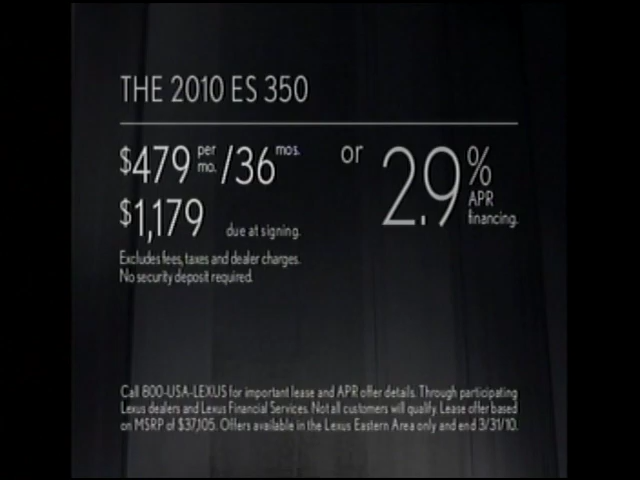 THE 2010 ES 350
$479 per mo. /36 mos. or 2.9% APR financing.
$1,179 due at signing.
Excludes fees, taxes and dealer charges.
No security deposit required.
Call 800-USA-LEXUS for important lease and APR offer details. Through participating
Lexus dealers and Lexus Financial Services. Not all customers will qualify. Lease offer based
on MSRP of $37,105. Offers available in the Lexus Eastern Area only and end 3/31/10.